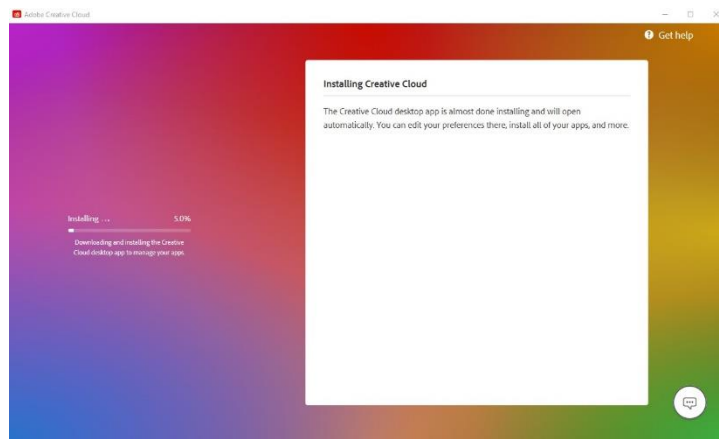 Adobe Creative Cloud
Get help
Installing Creative Cloud
The Creative Cloud desktop app is almost done installing and will open
automatically. You can edit your preferences there, install all of your apps, and more.
Installing ... 5.0%
Downloading and installing the Creative
Cloud desktop app to manage your apps.